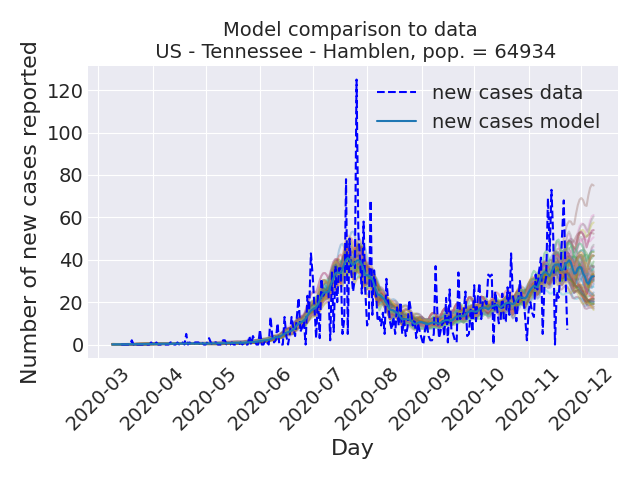 Model comparison to data
US - Tennessee - Hamblen, pop. = 64934
new cases data
new cases model
Number of new cases reported
120
100
80
60
40
20
0
2020-03
2020-04
2020-05
2020-06
2020-07
2020-08
2020-09
2020-10
2020-11
2020-12
Day